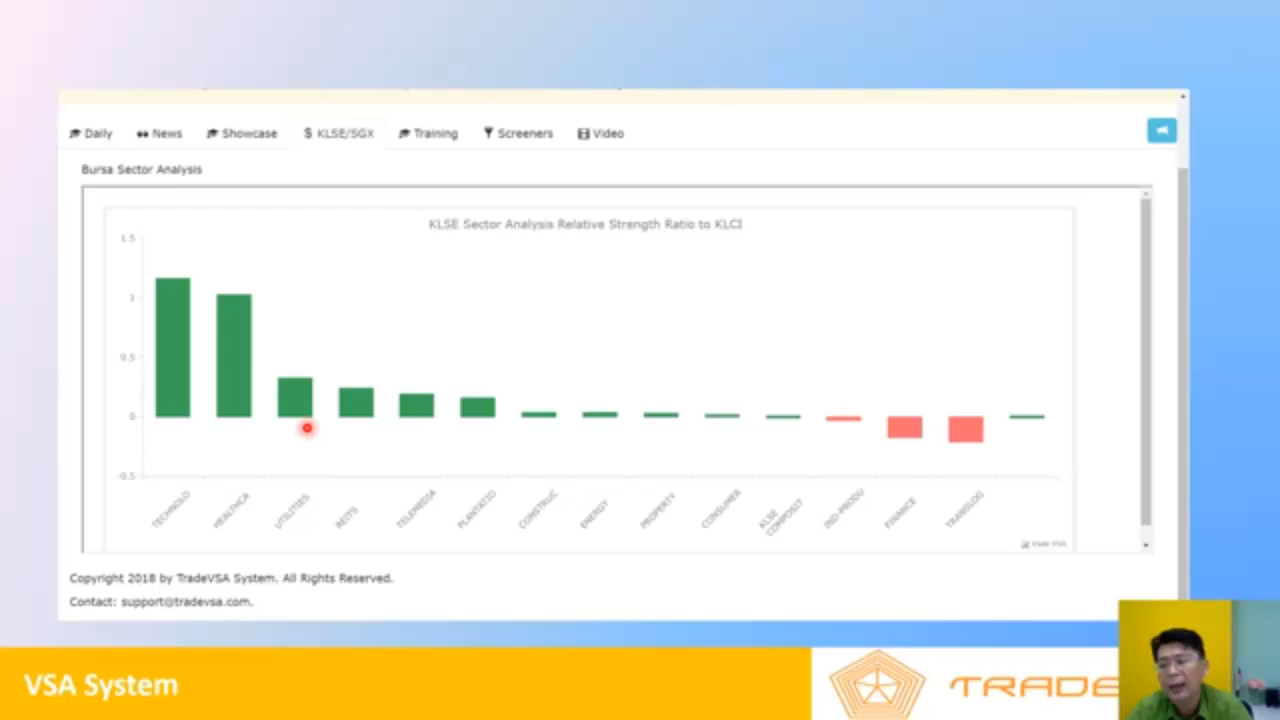 Daily News Showcase $ KLSE/SGX Training Screeners Video
Bursa Sector Analysis
KLSE Sector Analysis Relative Strength Ratio to KLCI
1.5
1
0.5
0
-0.5
TECHNOLO HEALTHCA UTILITIES REITS TELEMEDIA PLANTATIO CONSTRUC ENERGY PROPERTY CONSUMER KLSE COMPOSIT IND-PRODU FINANCE TRANSLOG
trade VSA
Copyright 2018 by TradeVSA System. All Rights Reserved.
Contact: support@tradevsa.com.
VSA System
TRADE